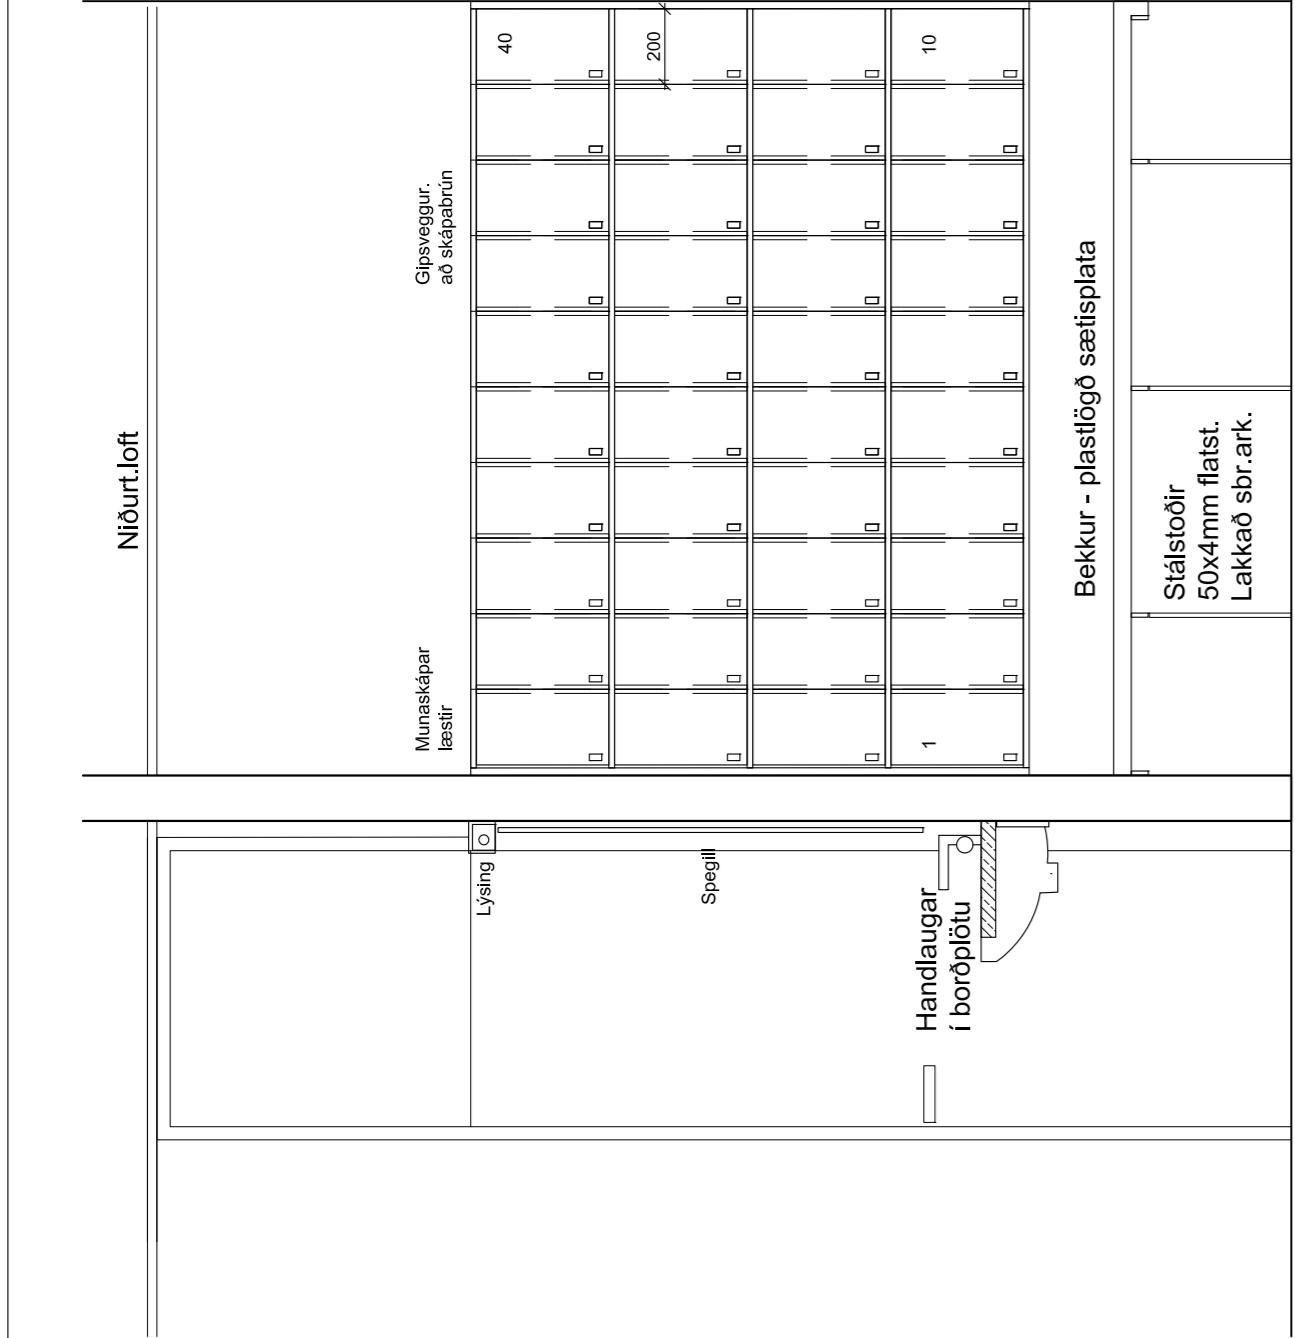 Niðurt.loft
Munaskápar
læstir
Gipsveggur.
að skápabrún
40
200
1
10
Bekkur - plastlögð sætisplata
Stálstoðir
50x4mm flatst.
Lakkað sbr.ark.
Lýsing
Spegill
Handlaugar
í borðplötu